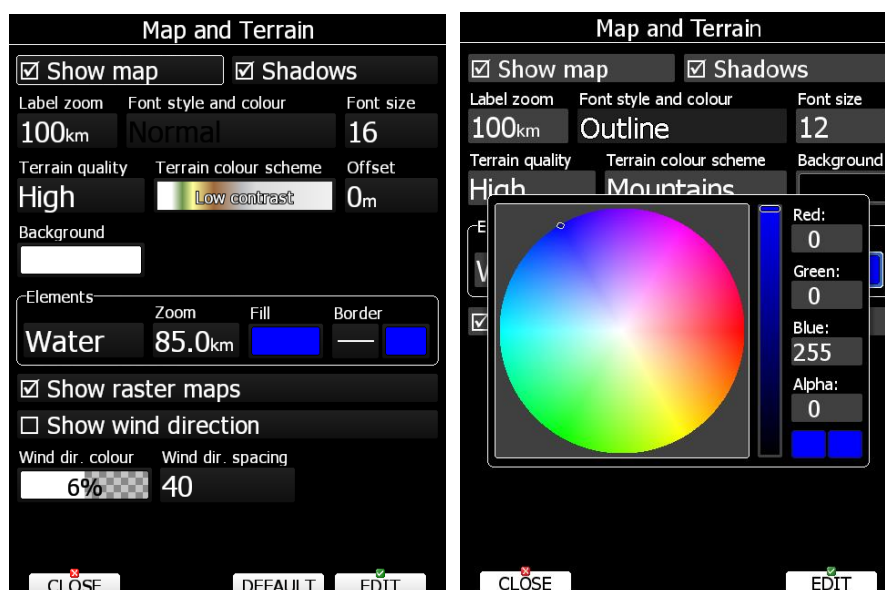 Map and Terrain
Show map Shadows
Label zoom Font style and colour Font size
100km Normal 16
Terrain quality Terrain colour scheme Offset
High Low contrast 0m
Background
Elements
Zoom Fill Border
Water 85.0km
Show raster maps
Show wind direction
Wind dir. colour Wind dir. spacing
6% 40
CLOSE DEFAULT EDIT
Map and Terrain
Show map Shadows
Label zoom Font style and colour Font size
100km Outline 12
Terrain quality Terrain colour scheme Background
High Mountains
Red:
0
Green:
0
Blue:
255
Alpha:
0
CLOSE EDIT